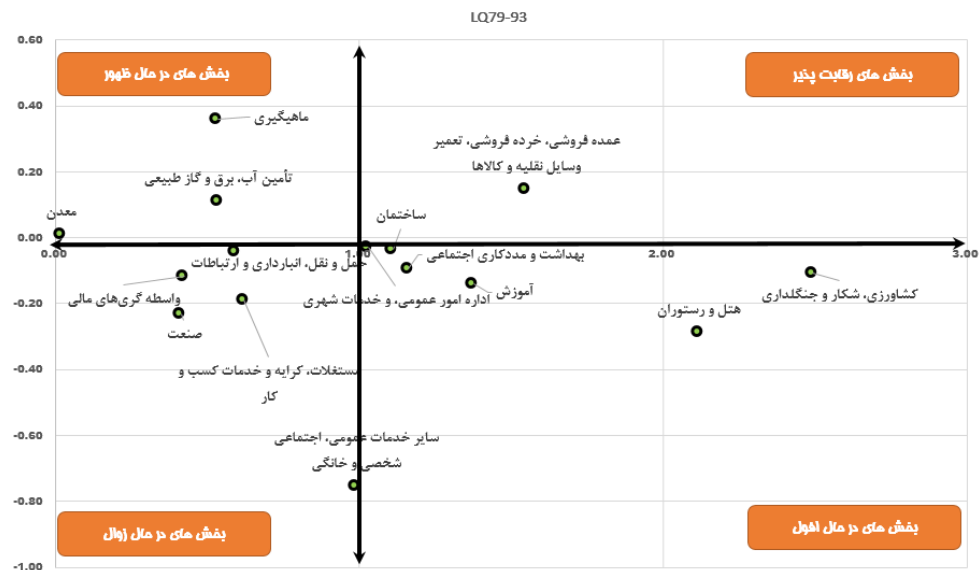 LQ79-93
0.60
بخش های در حال ظهور
بخش های رقابت پذیر
0.40
ماهیگیری
عمده فروشی، خرده فروشی، تعمیر
وسایل نقلیه و کالاها
0.20
تأمین آب، برق و گاز طبیعی
معدن
ساختمان
0.00
0.00
1.00
2.00
3.00
بهداشت و مددکاری اجتماعی
حمل و نقل، انبارداری و ارتباطات
آموزش
اداره امور عمومی، و خدمات شهری
واسطه گری‌های مالی
کشاورزی، شکار و جنگلداری
-0.20
هتل و رستوران
صنعت
-0.40
مستغلات، کرایه و خدمات کسب و
کار
-0.60
سایر خدمات عمومی، اجتماعی
شخصی و خانگی
-0.80
بخش های در حال زوال
بخش های در حال افول
-1.00